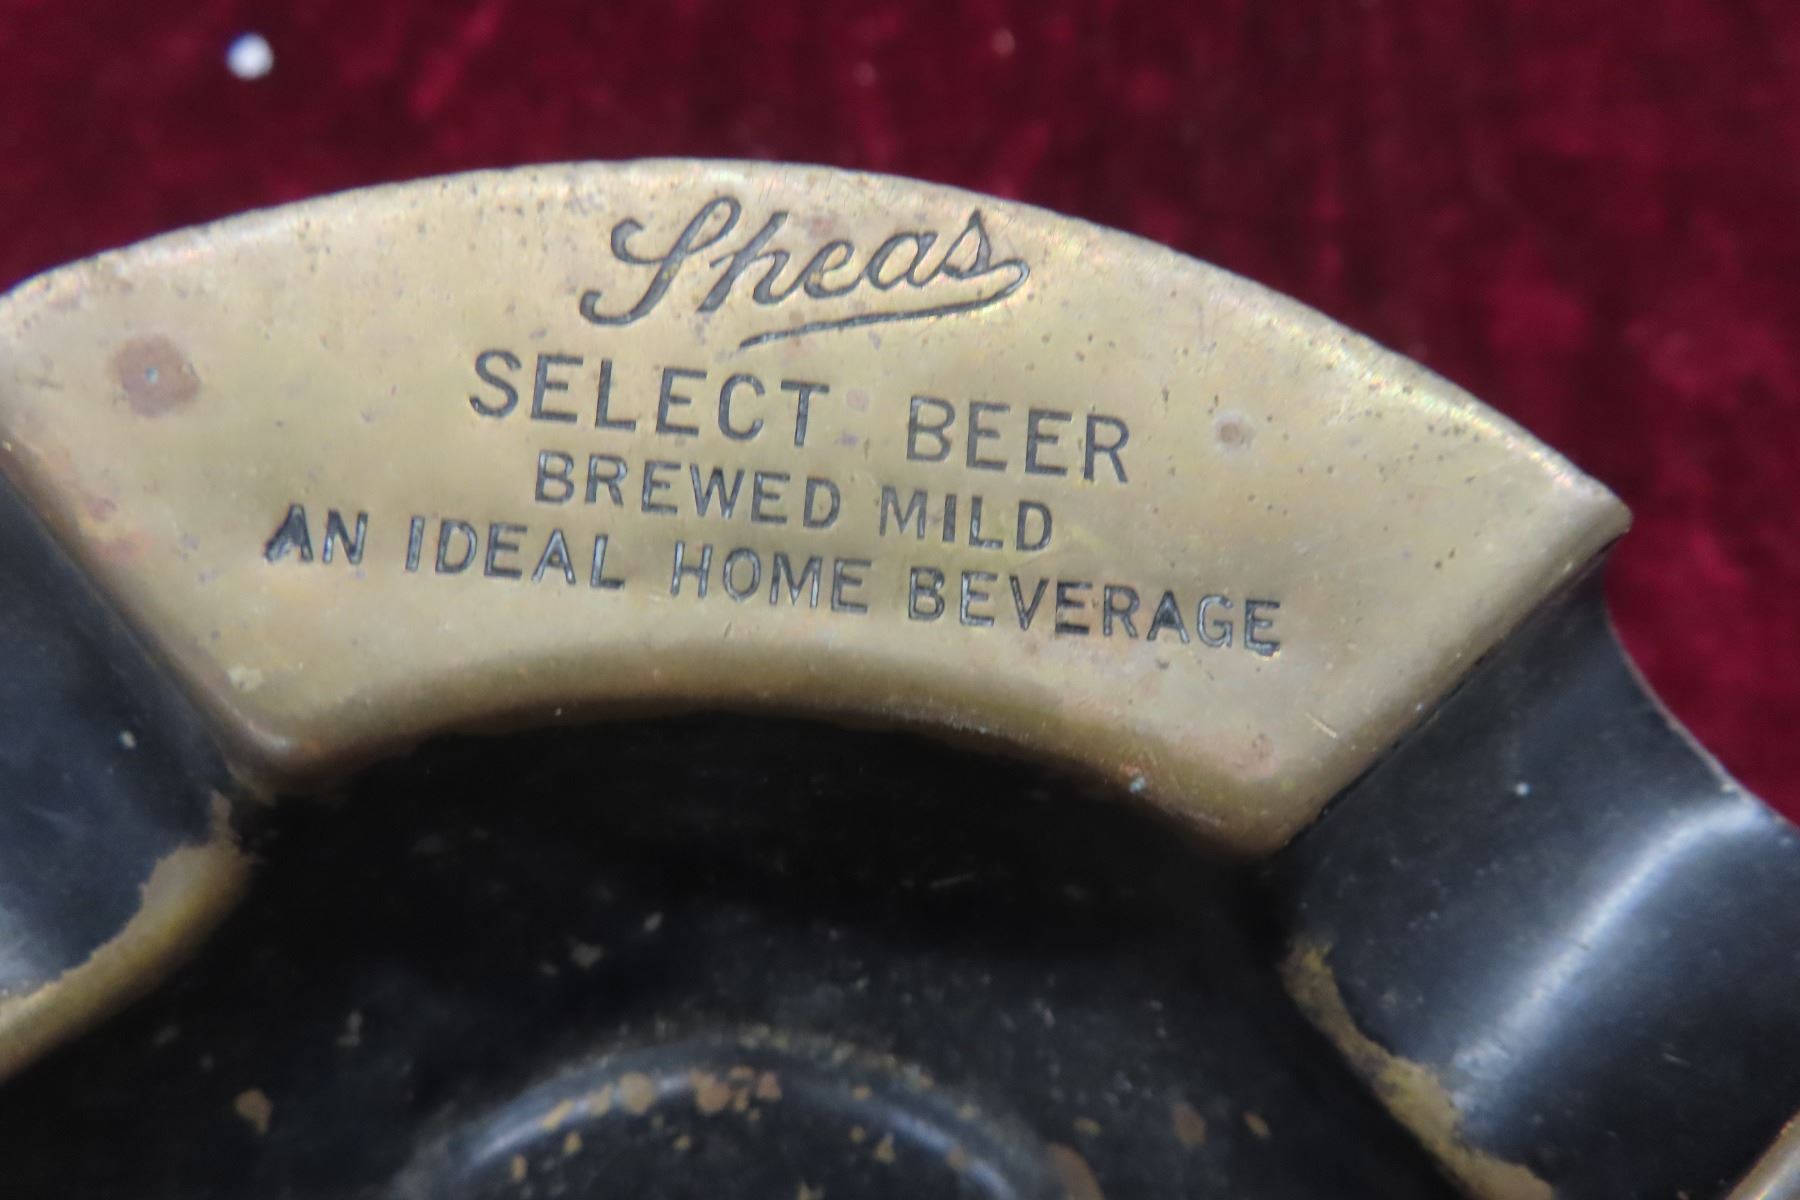 Sheas
SELECT BEER
BREWED MILD
AN IDEAL HOME BEVERAGE